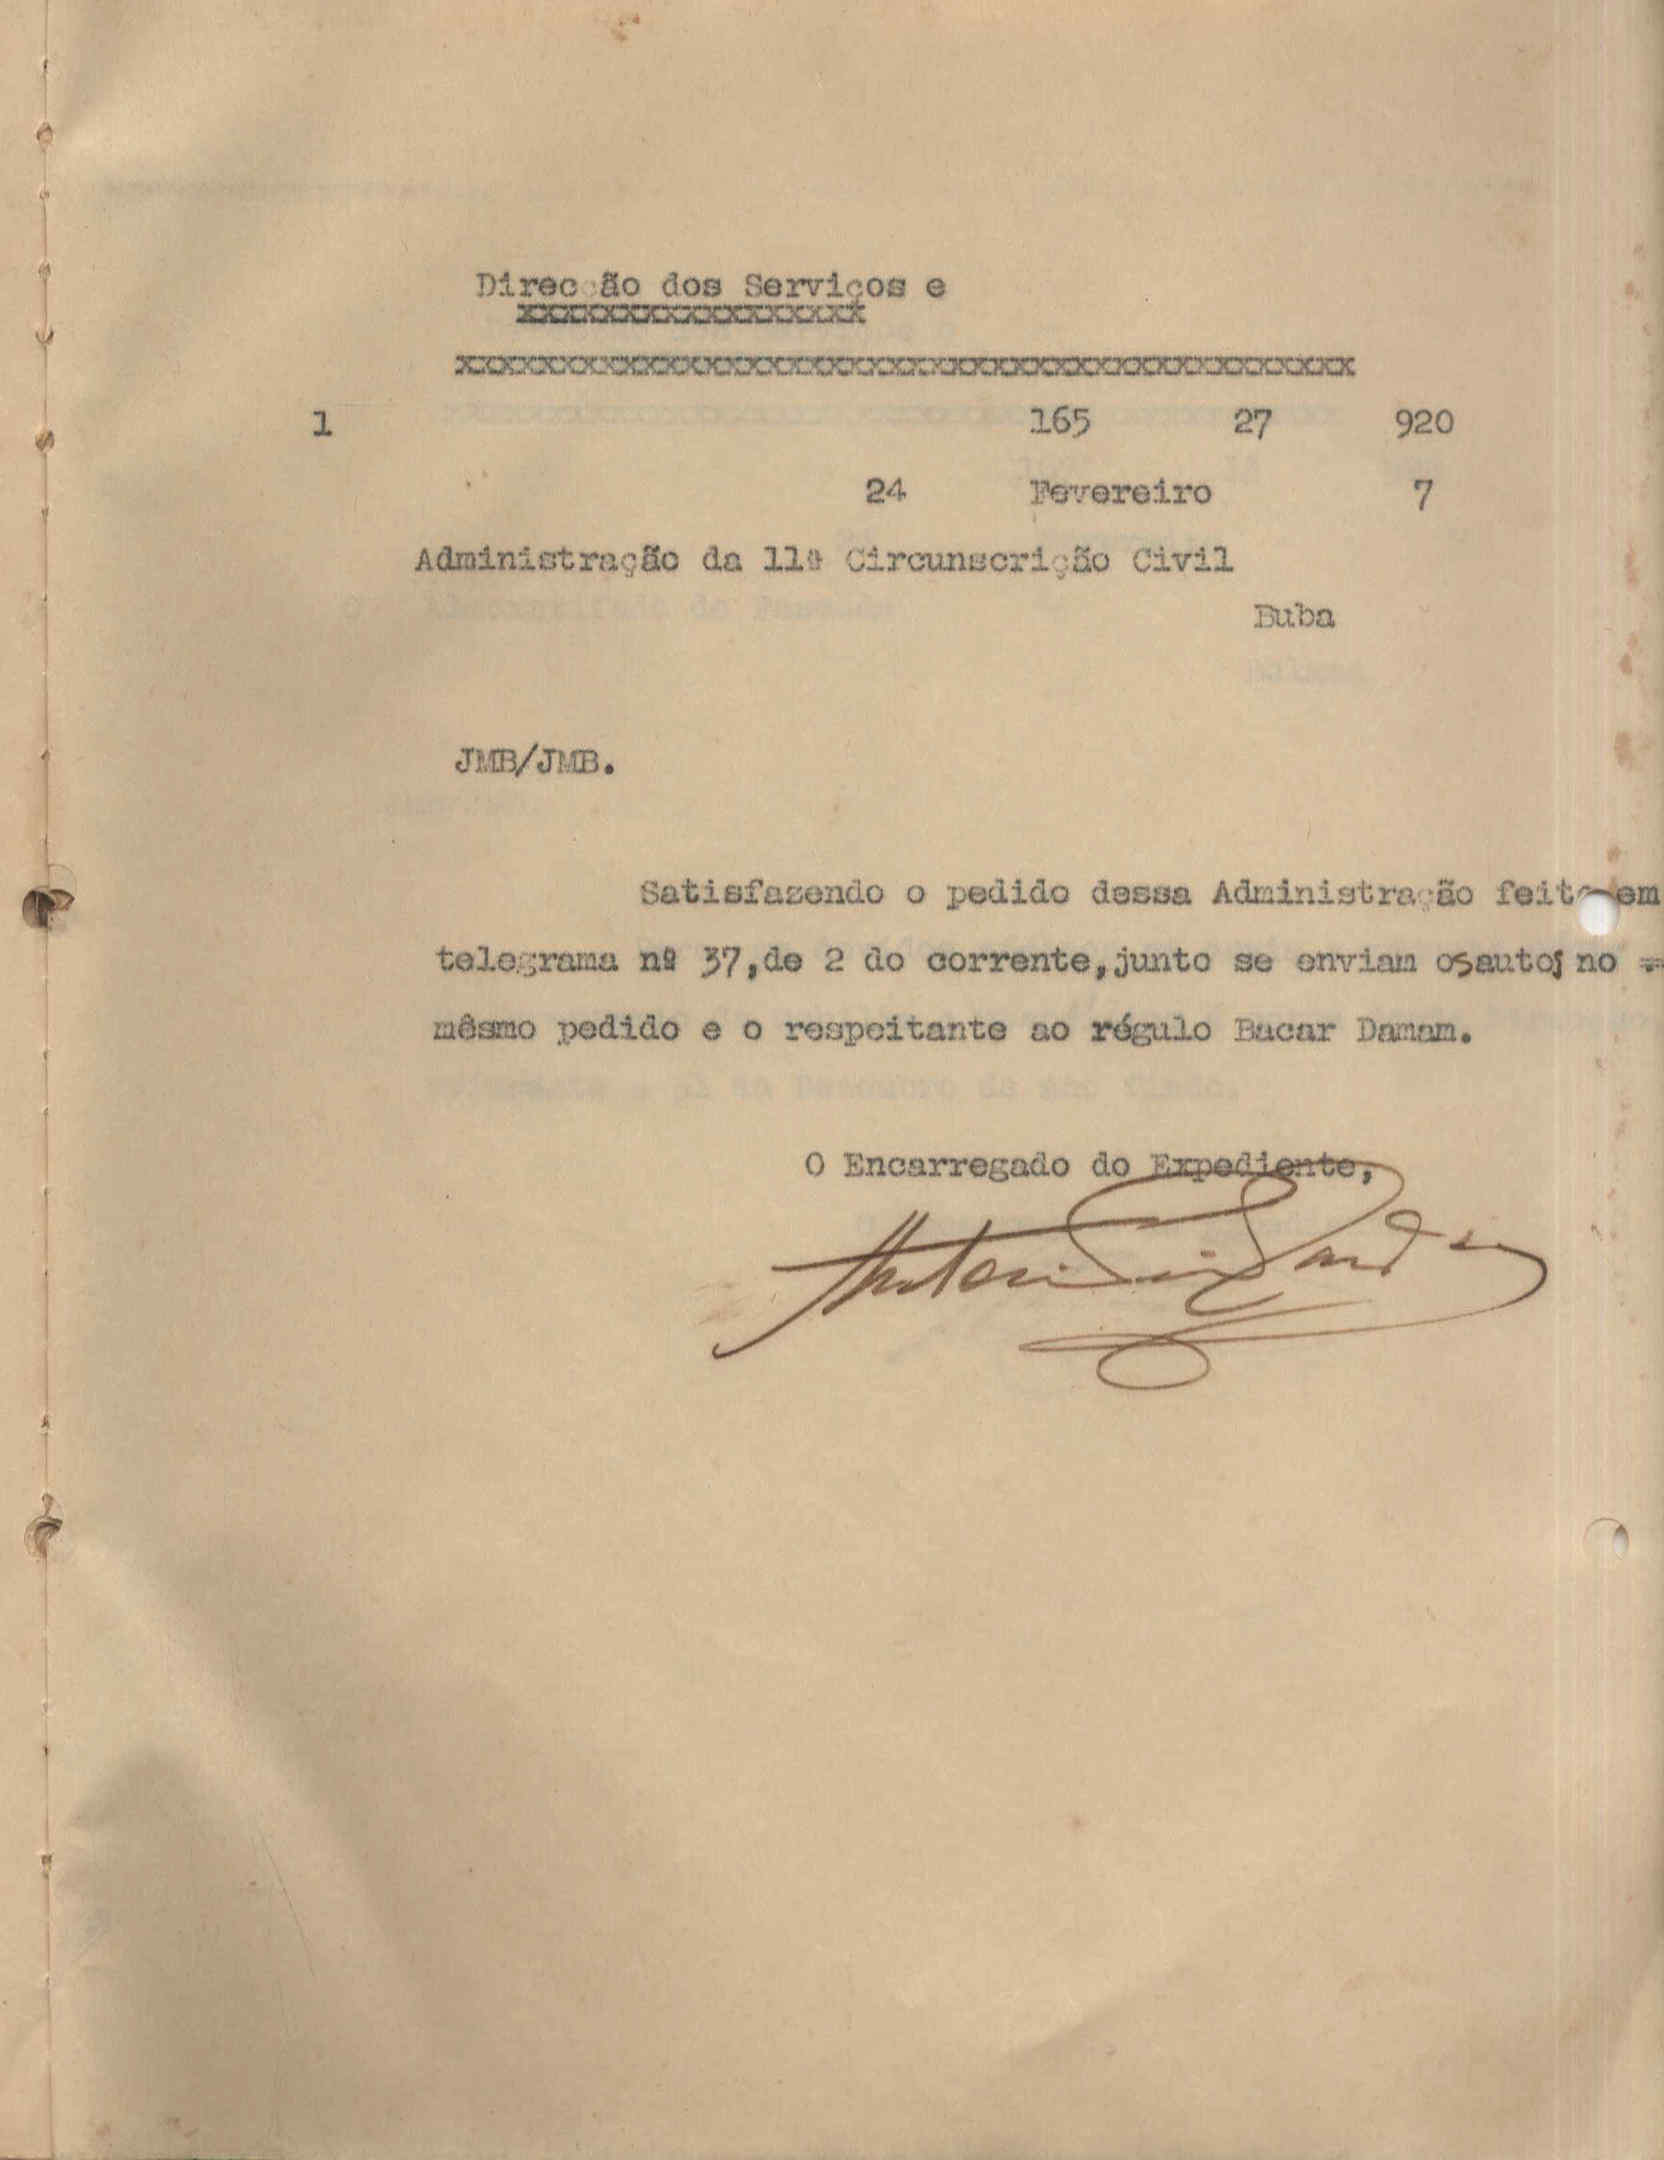 Direcção dos Serviços e
xxxxxxxxxxxxxxxxx
xxxxxxxxxxxxxxxxxxxxxxxxxxxxxxxxxxxxxxxxxxxx
1 165 27 920
24 Fevereiro 7
Administração da 11ª Circunscrição Civil
Buba
JMB/JMB.
Satisfazendo o pedido dessa Administração feito em
telegrama nº 37,de 2 do corrente,junto se enviam os autos no
mêsmo pedido e o respeitante ao régulo Bacar Damam.
O Encarregado do Expediente,